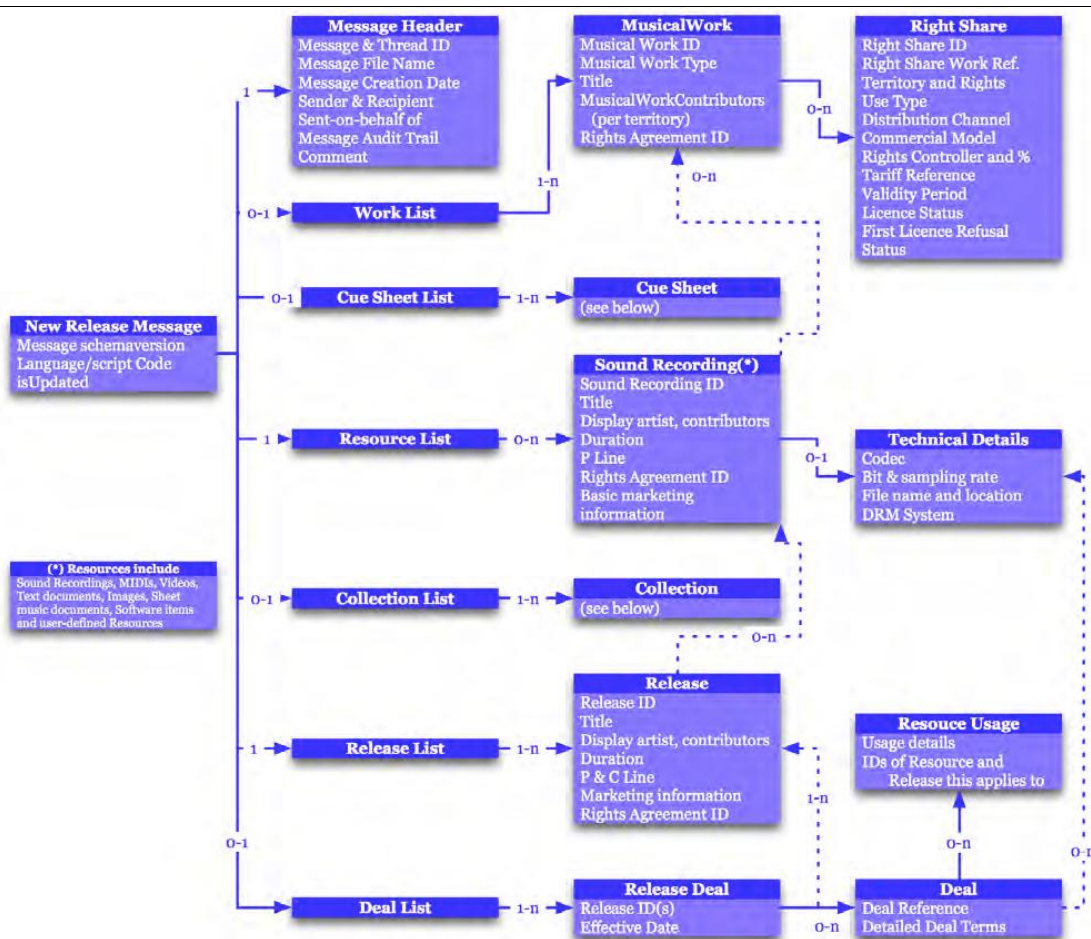 Message Header
Message & Thread ID
Message File Name
Message Creation Date
Sender & Recipient
Sent-on-behalf of
Message Audit Trail
Comment
MusicalWork
Musical Work ID
Musical Work Type
Title
MusicalWorkContributors
(per territory)
Rights Agreement ID
Right Share
Right Share ID
Right Share Work Ref.
Territory and Rights
Use Type
Distribution Channel
Commercial Model
Rights Controller and %
Tariff Reference
Validity Period
Licence Status
First Licence Refusal
Status
1
0-n
0-n
1-n
0-1
Work List
0-1
Cue Sheet List
1-n
Cue Sheet
(see below)
New Release Message
Message schemaversion
Language/script Code
isUpdated
Sound Recording(*)
Sound Recording ID
Title
Display artist, contributors
Duration
P Line
Rights Agreement ID
Basic marketing
information
1
Resource List
0-n
0-1
Technical Details
Codec
Bit & sampling rate
File name and location
DRM System
(*) Resources include
Sound Recordings, MIDIs, Videos,
Text documents, Images, Sheet
music documents, Software items
and user-defined Resources
0-1
Collection List
1-n
Collection
(see below)
0-n
Release
Release ID
Title
Display artist, contributors
Duration
P & C Line
Marketing information
Rights Agreement ID
1
Release List
1-n
1-n
Resouce Usage
Usage details
IDs of Resource and
Release this applies to
0-1
0-n
0-n
Deal List
1-n
Release Deal
Release ID(s)
Effective Date
0-n
Deal
Deal Reference
Detailed Deal Terms